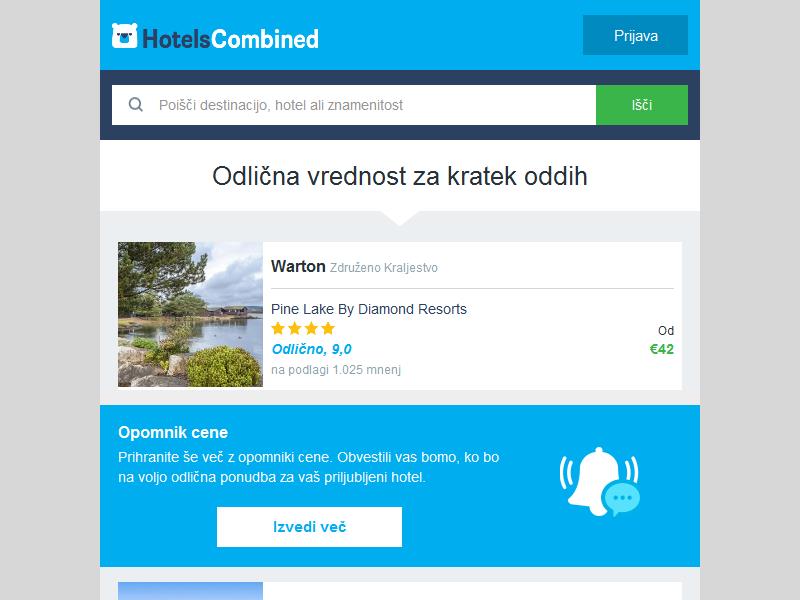 HotelsCombined
Prijava
Poišči destinacijo, hotel ali znamenitost
Išči
Odlična vrednost za kratek oddih
Warton Združeno Kraljestvo
Pine Lake By Diamond Resorts
Od
Odlično, 9,0
€42
na podlagi 1.025 mnenj
Opomnik cene
Prihranite še več z opomniki cene. Obvestili vas bomo, ko bo
na voljo odlična ponudba za vaš priljubljeni hotel.
Izvedi več